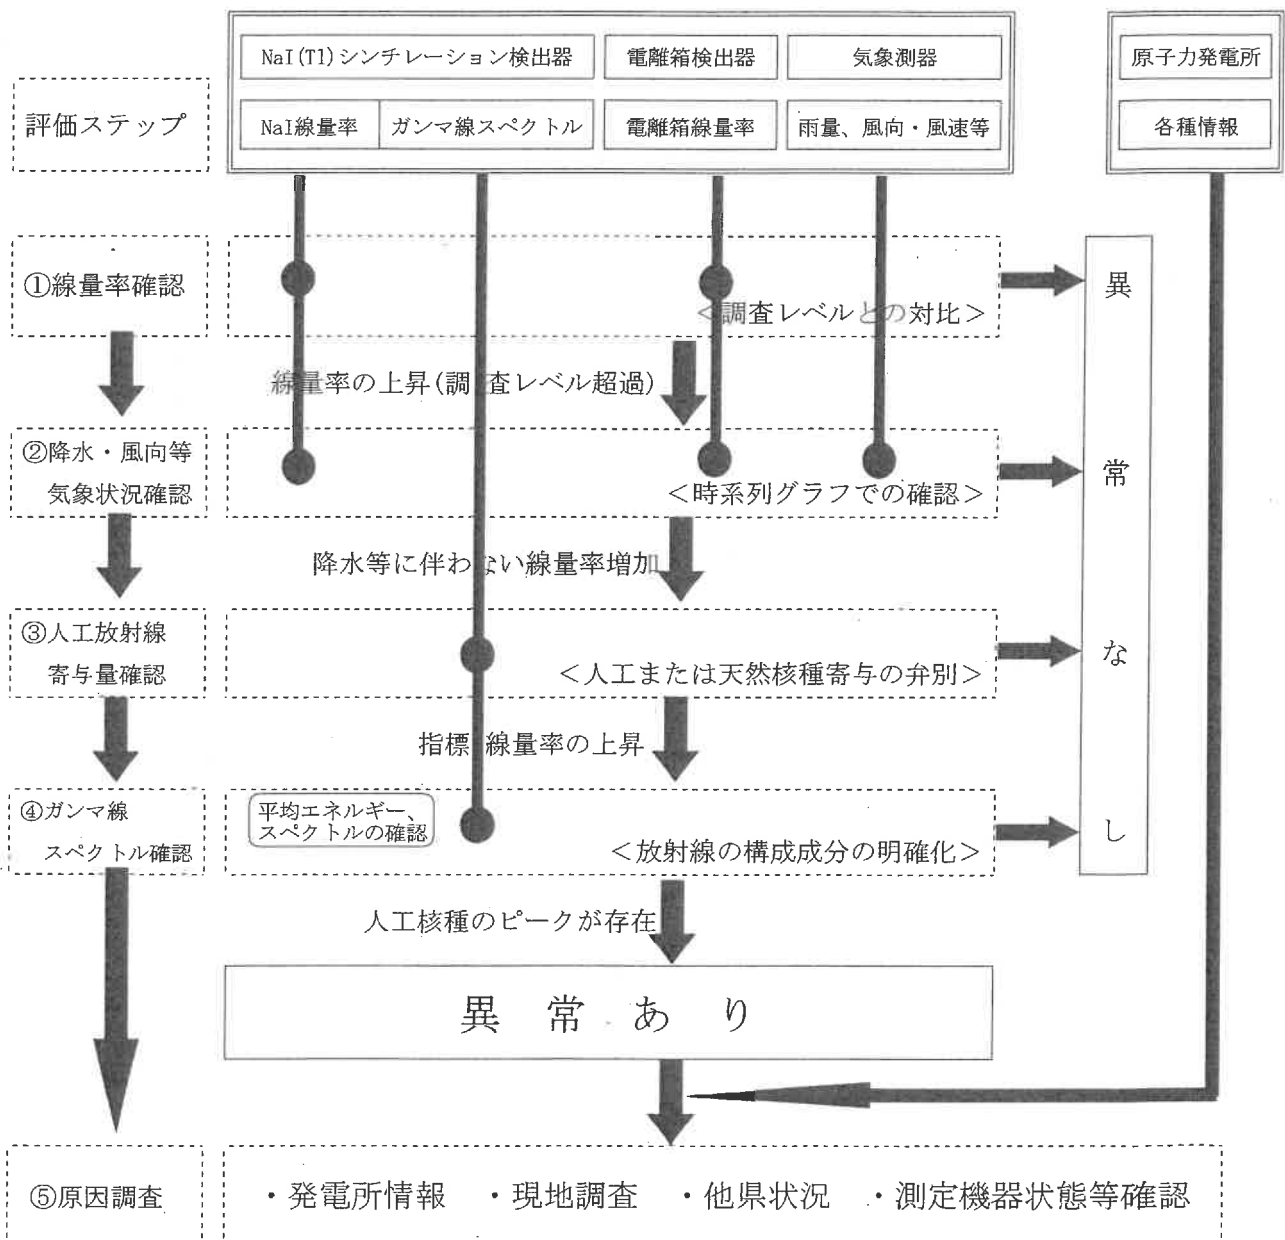 NaI(Tl)シンチレーション検出器
電離箱検出器
気象測器
原子力発電所
評価ステップ
NaI線量率
ガンマ線スペクトル
電離箱線量率
雨量、風向・風速等
各種情報
①線量率確認
＜調査レベルとの対比＞
線量率の上昇(調査レベル超過)
②降水・風向等
気象状況確認
＜時系列グラフでの確認＞
降水等に伴わない線量率増加
③人工放射線
寄与量確認
＜人工または天然核種寄与の弁別＞
指標線量率の上昇
④ガンマ線
スペクトル確認
平均エネルギー、
スペクトルの確認
＜放射線の構成成分の明確化＞
異
常
な
し
人工核種のピークが存在
異常あり
⑤原因調査
・発電所情報 ・現地調査 ・他県状況 ・測定機器状態等確認